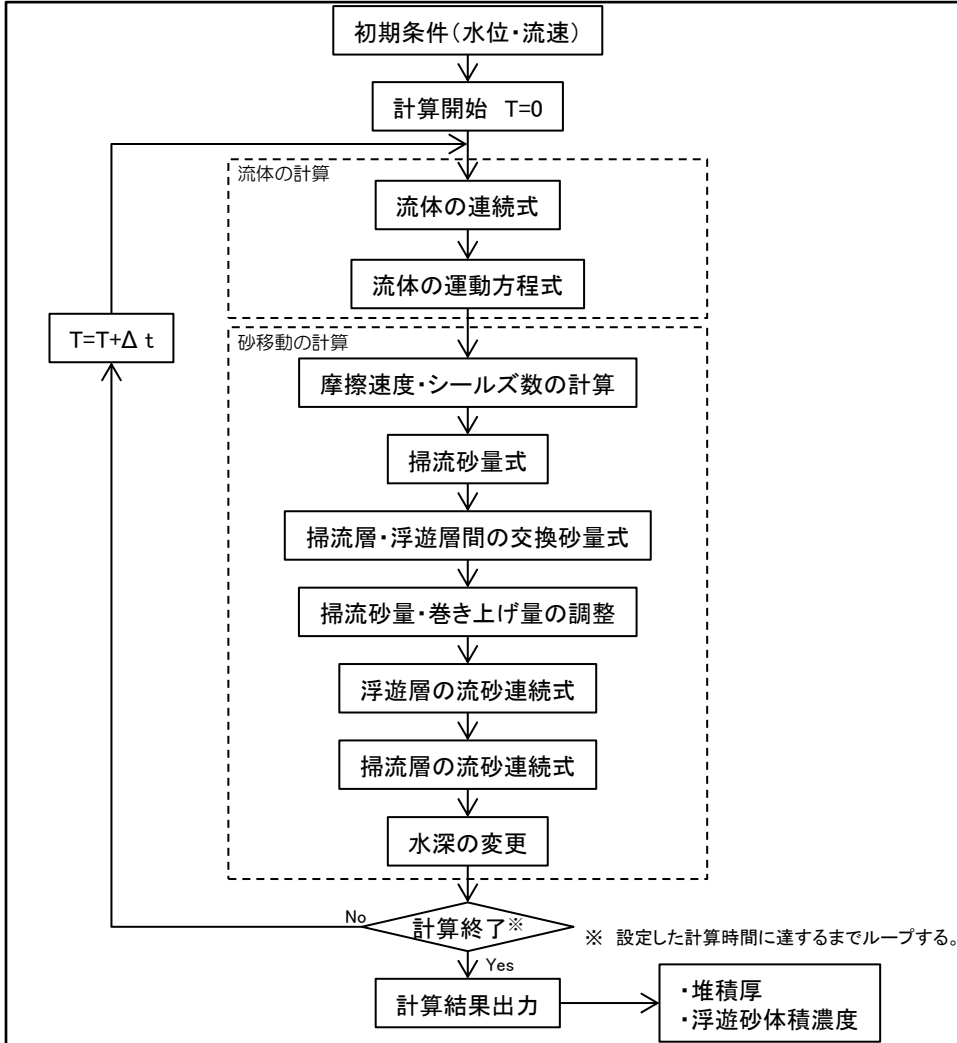 初期条件(水位・流速)
計算開始 T=0
流体の計算
流体の連続式
流体の運動方程式
T=T+Δt
砂移動の計算
摩擦速度・シールズ数の計算
掃流砂量式
掃流層・浮遊層間の交換砂量式
掃流砂量・巻き上げ量の調整
浮遊層の流砂連続式
掃流層の流砂連続式
水深の変更
No
計算終了※
※ 設定した計算時間に達するまでループする。
Yes
計算結果出力
・堆積厚
・浮遊砂体積濃度